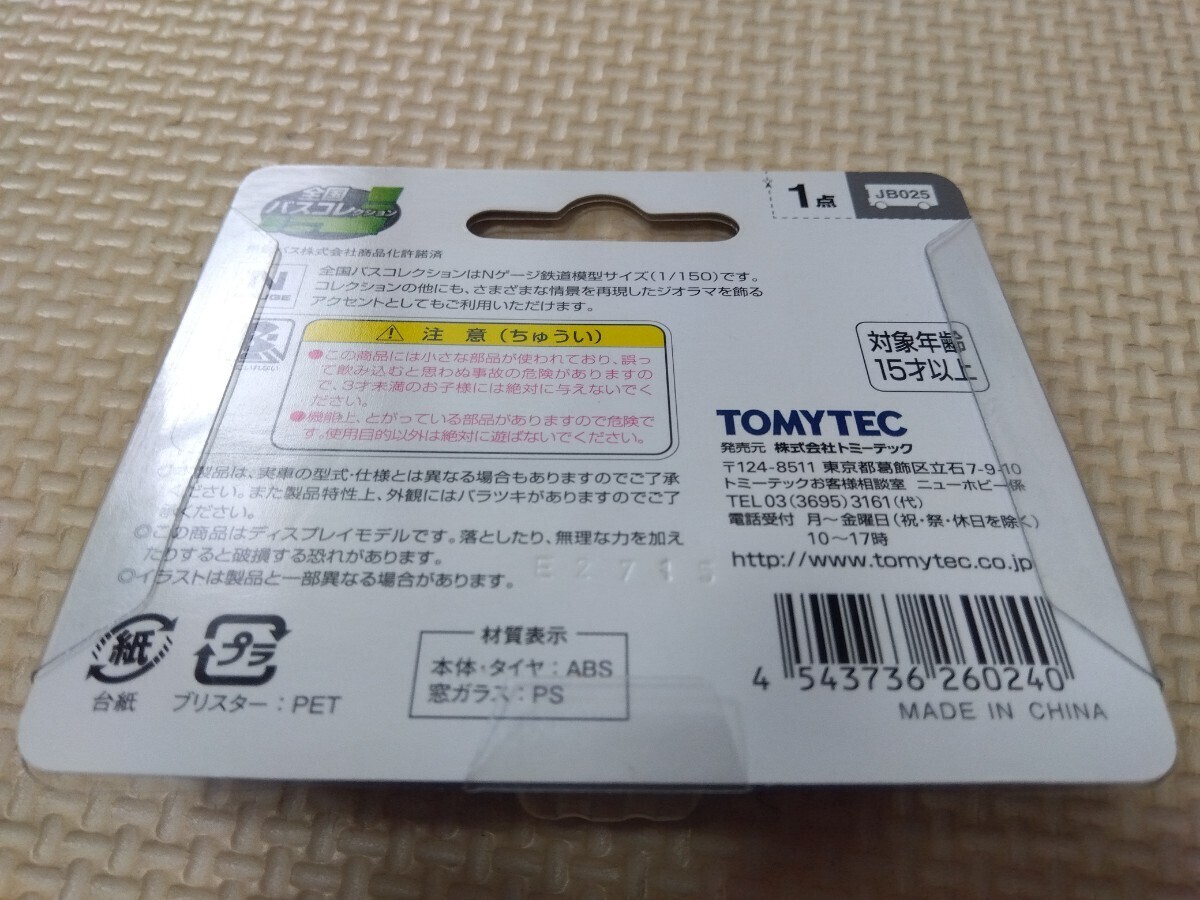 全国
バスコレクション
1点
JB025
バス株式会社商品化許諾済
全国バスコレクションはNゲージ鉄道模型サイズ(1/150)です。
コレクションの他にも、さまざまな情景を再現したジオラマを飾る
アクセントとしてもご利用いただけます。
N
⚠ 注 意(ちゅうい)
●この商品には小さな部品が使われており、誤っ
て飲み込むと思わぬ事故の危険がありますの
で、3才未満のお子様には絶対に与えないでく
ださい。
●機能上、とがっている部品がありますので危険で
す。使用目的以外は絶対に遊ばないでください。
対象年齢
15才以上
TOMYTEC
発売元 株式会社トミーテック
〒124-8511 東京都葛飾区立石7-9-10
トミーテックお客様相談室 ニューホビー係
TEL 03(3695)3161(代)
電話受付 月〜金曜日(祝・祭・休日を除く)
10〜17時
http://www.tomytec.co.jp
製品は、実車の型式・仕様とは異なる場合もありますのでご了承
ください。また製品特性上、外観にはバラツキがありますのでご了
承ください。
◎この商品はディスプレイモデルです。落としたり、無理な力を加え
たりすると破損する恐れがあります。
◎イラストは製品と一部異なる場合があります。
E2715
紙
台紙
プラ
ブリスター:PET
材質表示
本体・タイヤ:ABS
窓ガラス:PS
4 543736 260240
MADE IN CHINA